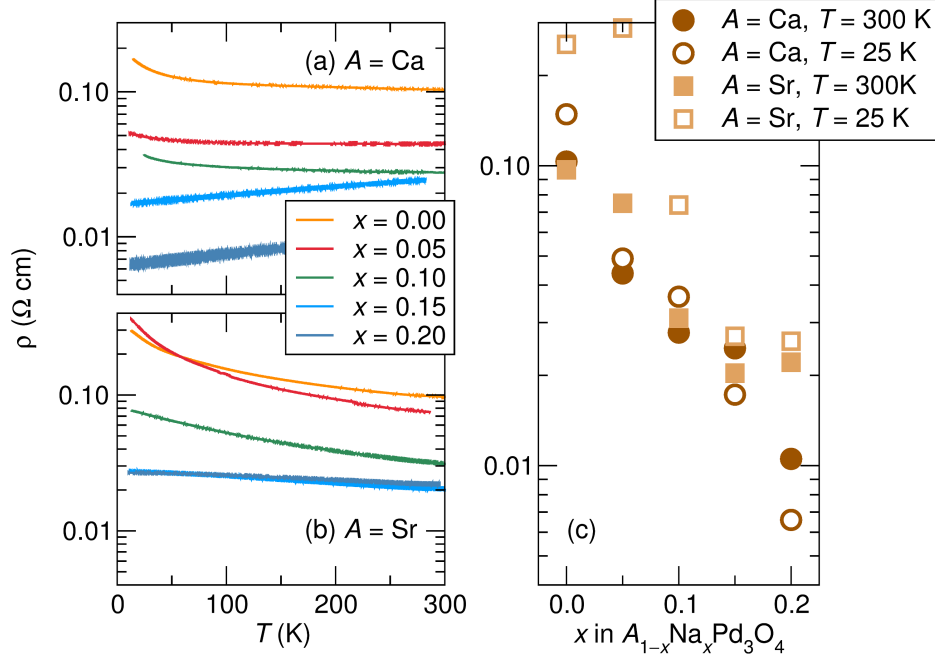 (a) A = Ca
0.10
0.01
ρ (Ω cm)
x = 0.00
x = 0.05
x = 0.10
x = 0.15
x = 0.20
0.10
0.01
(b) A = Sr
0 100 200 300
T (K)
A = Ca, T = 300 K
A = Ca, T = 25 K
A = Sr, T = 300K
A = Sr, T = 25 K
0.10
0.01
(c)
0.0 0.1 0.2
x in A₁₋ₓNaₓPd₃O₄